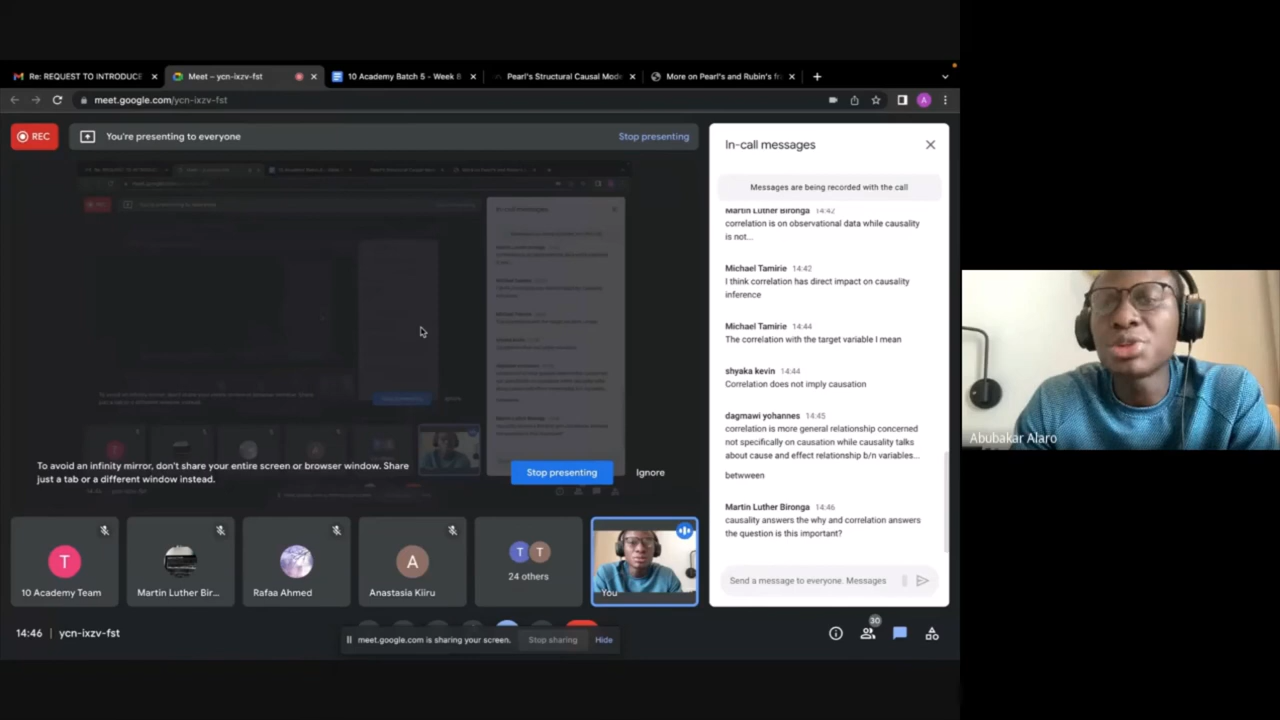 Re: REQUEST TO INTRODUCE
Meet – ycn-ixzv-fst
10 Academy Batch 5 - Week 8
Pearl's Structural Causal Mode
More on Pearl's and Rubin's f
meet.google.com/ycn-ixzv-fst
A
REC
You're presenting to everyone
Stop presenting
In-call messages
Messages are being recorded with the call
Martin Luther Bironga 14:42
correlation is on observational data while causality
is not...
Michael Tamirie 14:42
I think correlation has direct impact on causality
inference
Michael Tamirie 14:44
The correlation with the target variable I mean
shyaka kevin 14:44
Correlation does not imply causation
dagmawi yohannes 14:45
correlation is more general relationship concerned
not specifically on causation while causality talks
about cause and effect relationship b/n variables...
betwween
Martin Luther Bironga 14:46
causality answers the why and correlation answers
the question is this important?
Send a message to everyone. Messages
To avoid an infinity mirror, don't share your entire screen or browser window. Share
just a tab or a different window instead.
Stop presenting
Ignore
T
10 Academy Team
Martin Luther Bir...
Rafaa Ahmed
A
Anastasia Kiiru
T T
24 others
You
14:46 | ycn-ixzv-fst
meet.google.com is sharing your screen.
Stop sharing
Hide
30
Abubakar Alaro